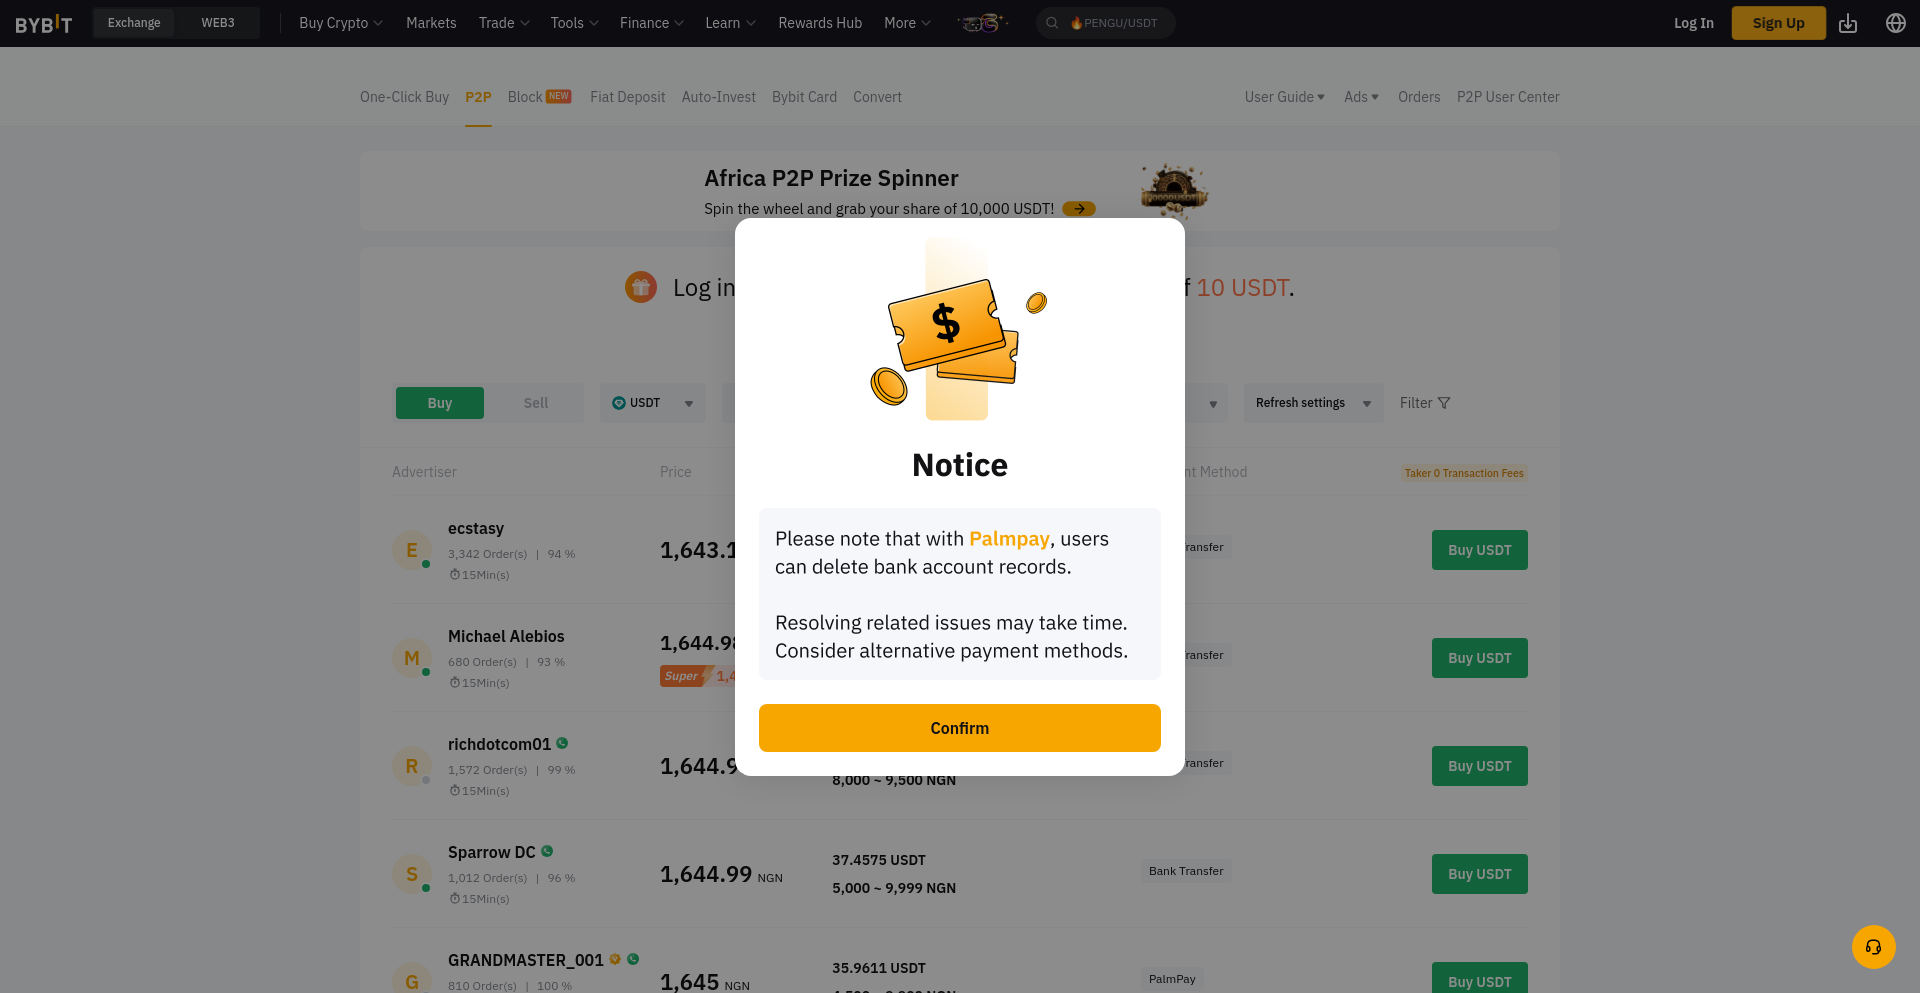 BYBIT
Exchange
WEB3
Buy Crypto
Markets
Trade
Tools
Finance
Learn
Rewards Hub
More
PENGU/USDT
Log In
Sign Up
One-Click Buy
P2P
Block
NEW
Fiat Deposit
Auto-Invest
Bybit Card
Convert
User Guide
Ads
Orders
P2P User Center
Africa P2P Prize Spinner
Spin the wheel and grab your share of 10,000 USDT!
10000USDT
Log in
10 USDT.
Buy
Sell
USDT
Refresh settings
Filter
Advertiser
Price
Method
Taker 0 Transaction Fees
Notice
Please note that with Palmpay, users
can delete bank account records.
Resolving related issues may take time.
Consider alternative payment methods.
Confirm
E
ecstasy
3,342 Order(s) | 94 %
15Min(s)
1,643.1
Buy USDT
M
Michael Alebios
680 Order(s) | 93 %
15Min(s)
1,644.98
Super
1,4
Buy USDT
R
richdotcom01
1,572 Order(s) | 99 %
15Min(s)
1,644.9
8,000 ~ 9,500 NGN
Buy USDT
S
Sparrow DC
1,012 Order(s) | 96 %
15Min(s)
1,644.99 NGN
37.4575 USDT
5,000 ~ 9,999 NGN
Bank Transfer
Buy USDT
G
GRANDMASTER_001
810 Order(s) | 100 %
1,645 NGN
35.9611 USDT
PalmPay
Buy USDT